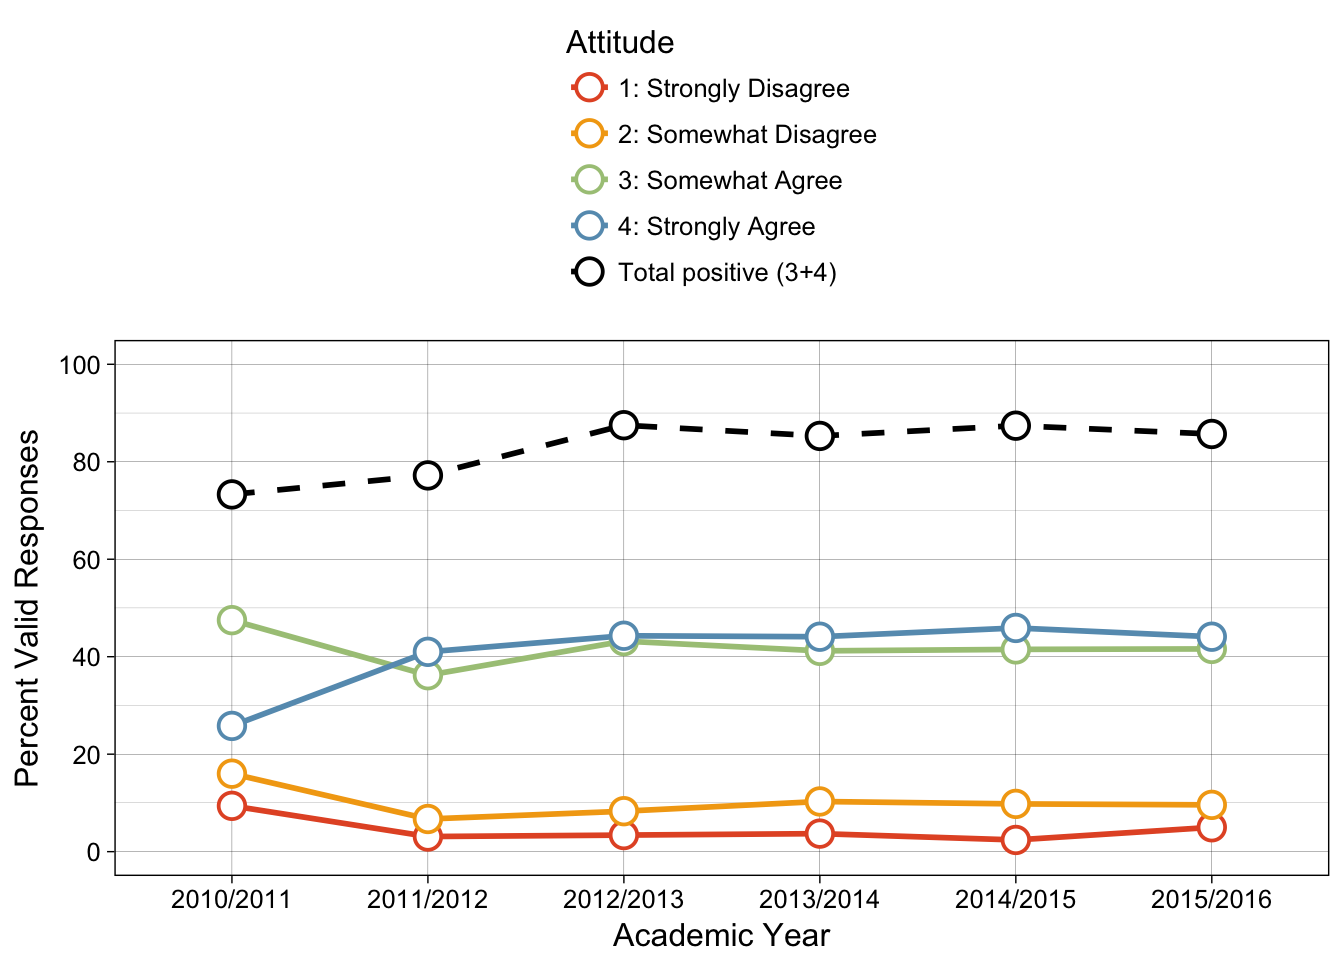 Attitude
1: Strongly Disagree
2: Somewhat Disagree
3: Somewhat Agree
4: Strongly Agree
Total positive (3+4)
Percent Valid Responses
100
80
60
40
20
0
2010/2011 2011/2012 2012/2013 2013/2014 2014/2015 2015/2016
Academic Year